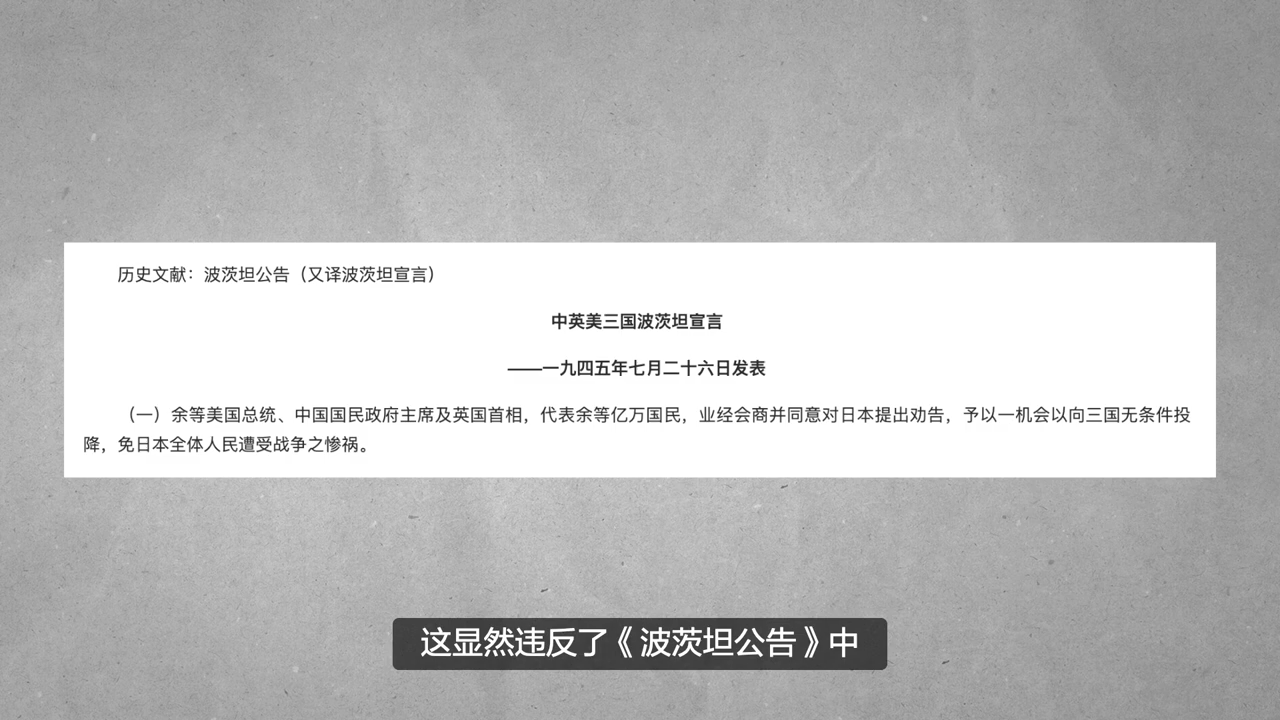 历史文献：波茨坦公告（又译波茨坦宣言）
中英美三国波茨坦宣言
——一九四五年七月二十六日发表
（一）余等美国总统、中国国民政府主席及英国首相，代表余等亿万国民，业经会商并同意对日本提出劝告，予以一机会以向三国无条件投
降，免日本全体人民遭受战争之惨祸。
这显然违反了《波茨坦公告》中